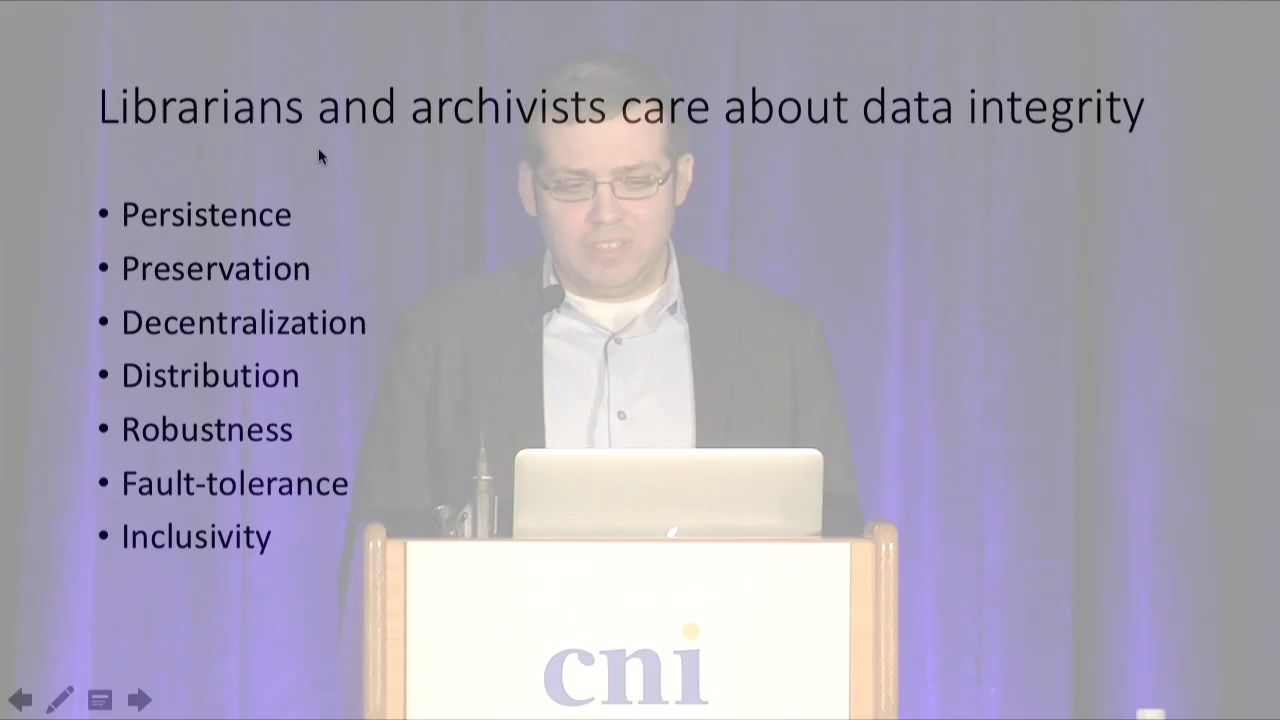 Librarians and archivists care about data integrity
• Persistence
• Preservation
• Decentralization
• Distribution
• Robustness
• Fault-tolerance
• Inclusivity
cni